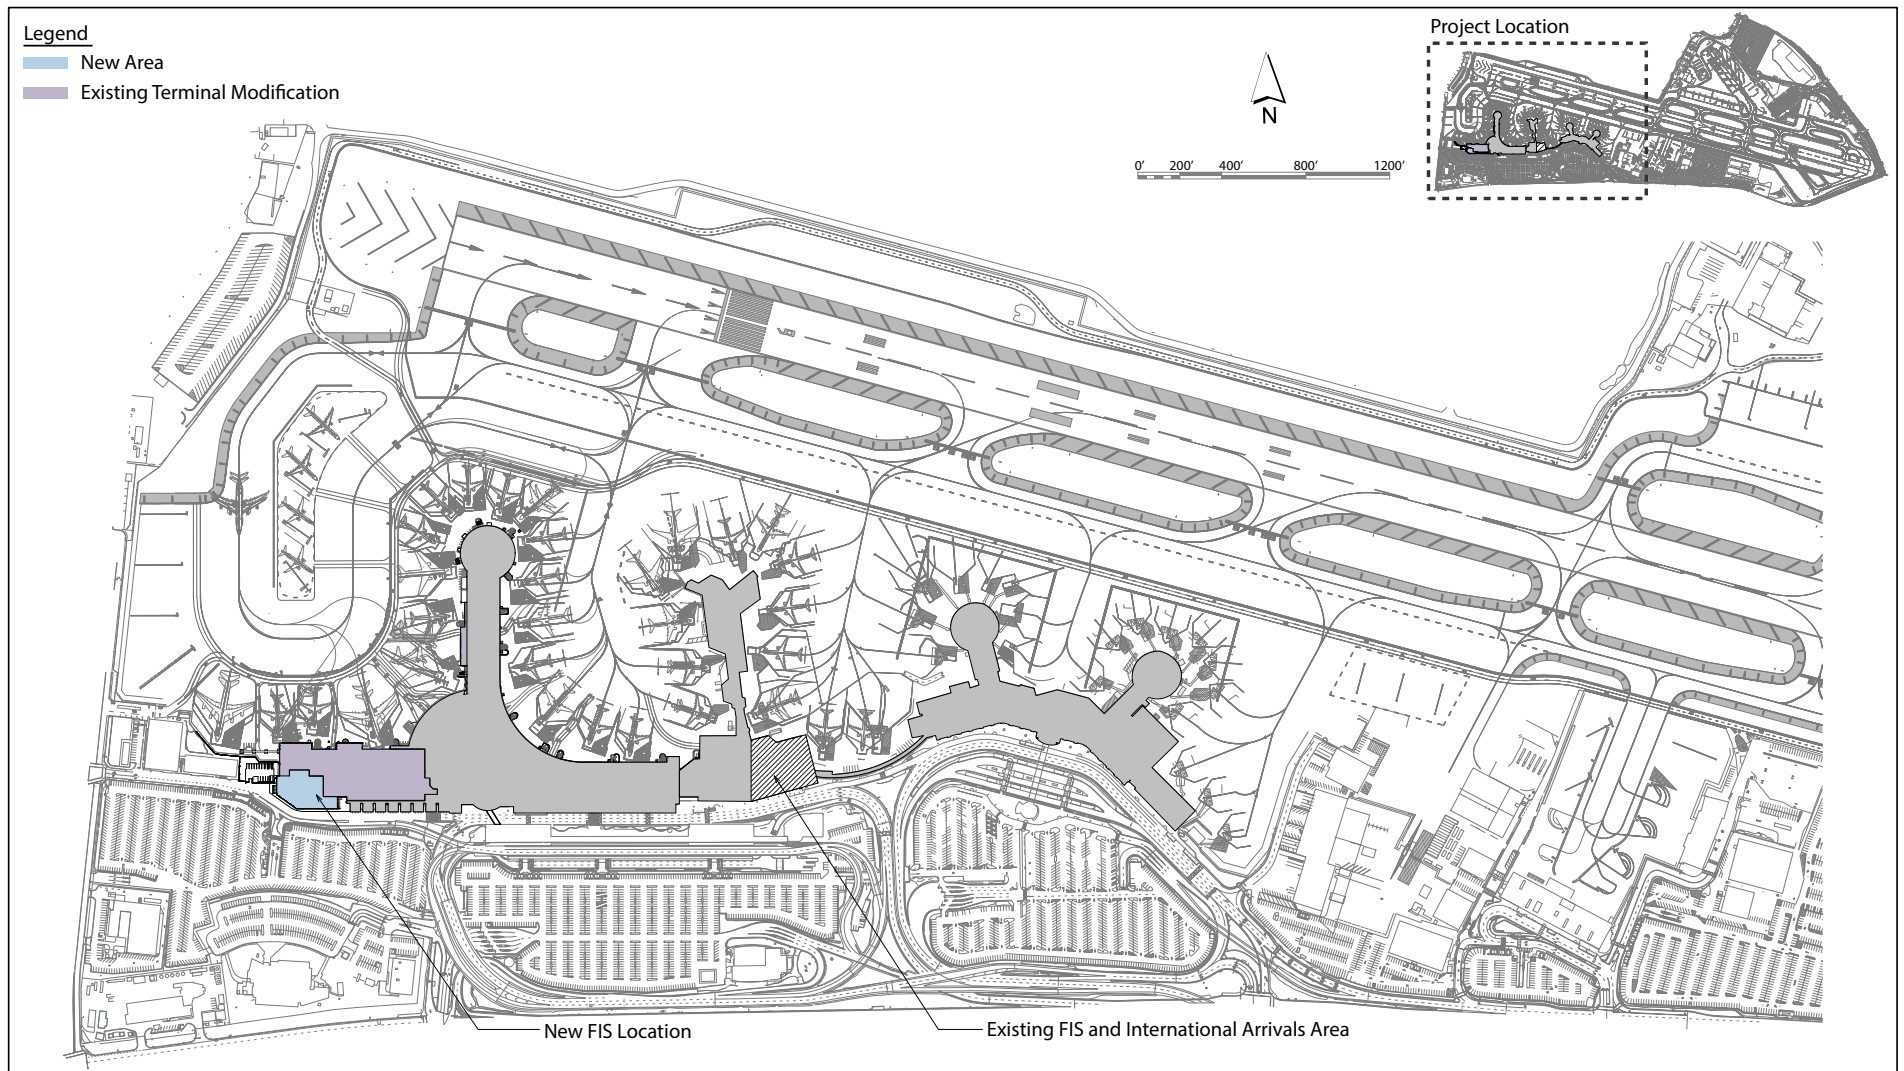 Legend
New Area
Existing Terminal Modification
Project Location
N
0' 200' 400' 800' 1200'
New FIS Location
Existing FIS and International Arrivals Area